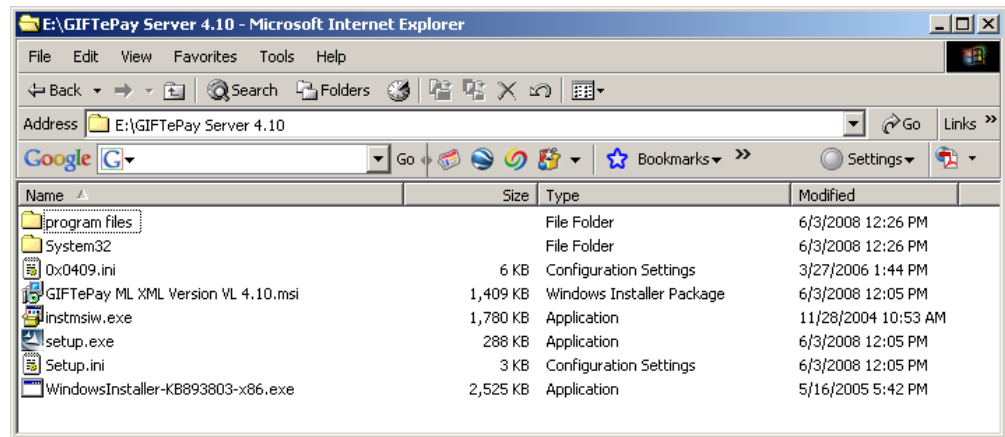 E:\GIFTePay Server 4.10 - Microsoft Internet Explorer
File Edit View Favorites Tools Help
Back Search Folders
Address E:\GIFTePay Server 4.10 Go Links »
Google G Go Bookmarks » Settings
Name Size Type Modified
program files File Folder 6/3/2008 12:26 PM
System32 File Folder 6/3/2008 12:26 PM
0x0409.ini 6 KB Configuration Settings 3/27/2006 1:44 PM
GIFTePay ML XML Version VL 4.10.msi 1,409 KB Windows Installer Package 6/3/2008 12:05 PM
instmsiw.exe 1,780 KB Application 11/28/2004 10:53 AM
setup.exe 288 KB Application 6/3/2008 12:05 PM
Setup.ini 3 KB Configuration Settings 6/3/2008 12:05 PM
WindowsInstaller-KB893803-x86.exe 2,525 KB Application 5/16/2005 5:42 PM